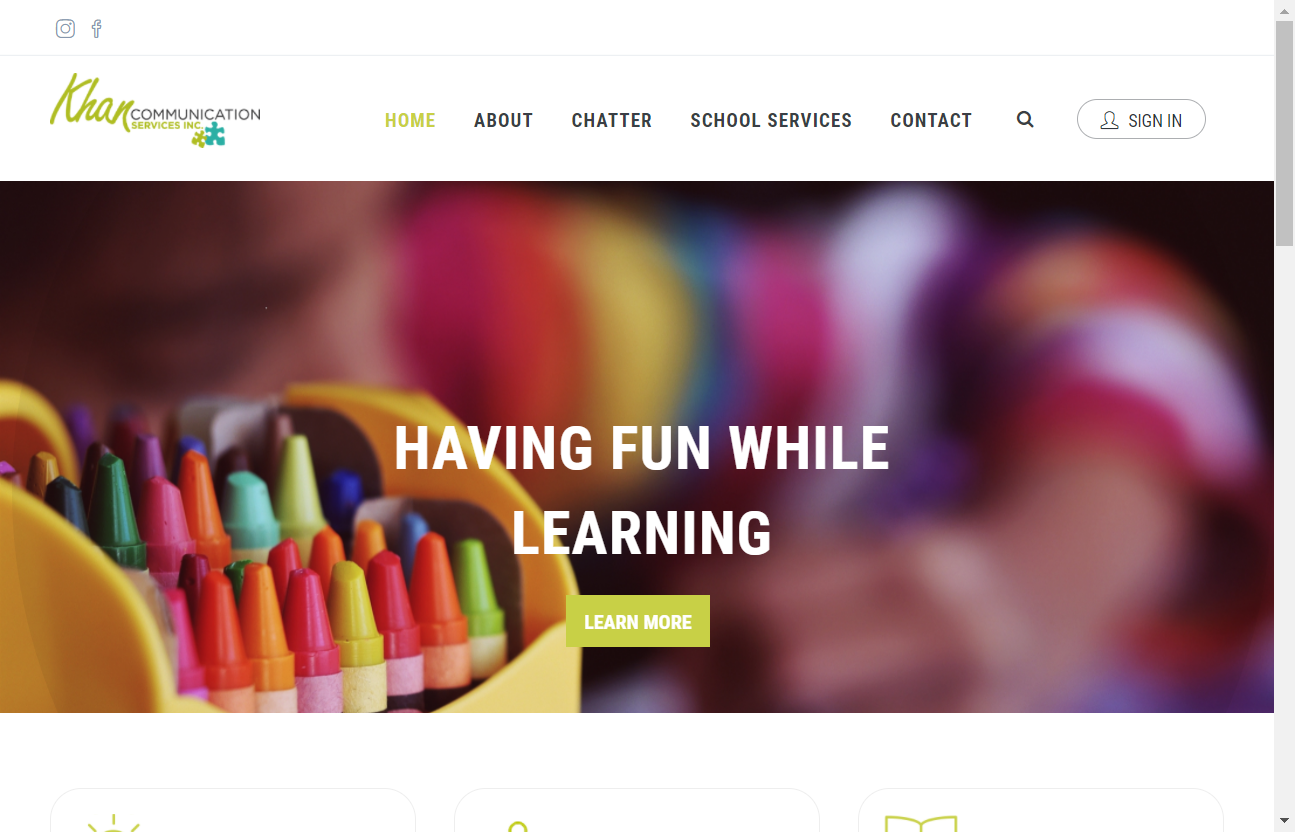 Khan COMMUNICATION
SERVICES INC.
HOME ABOUT CHATTER SCHOOL SERVICES CONTACT SIGN IN
HAVING FUN WHILE
LEARNING
LEARN MORE